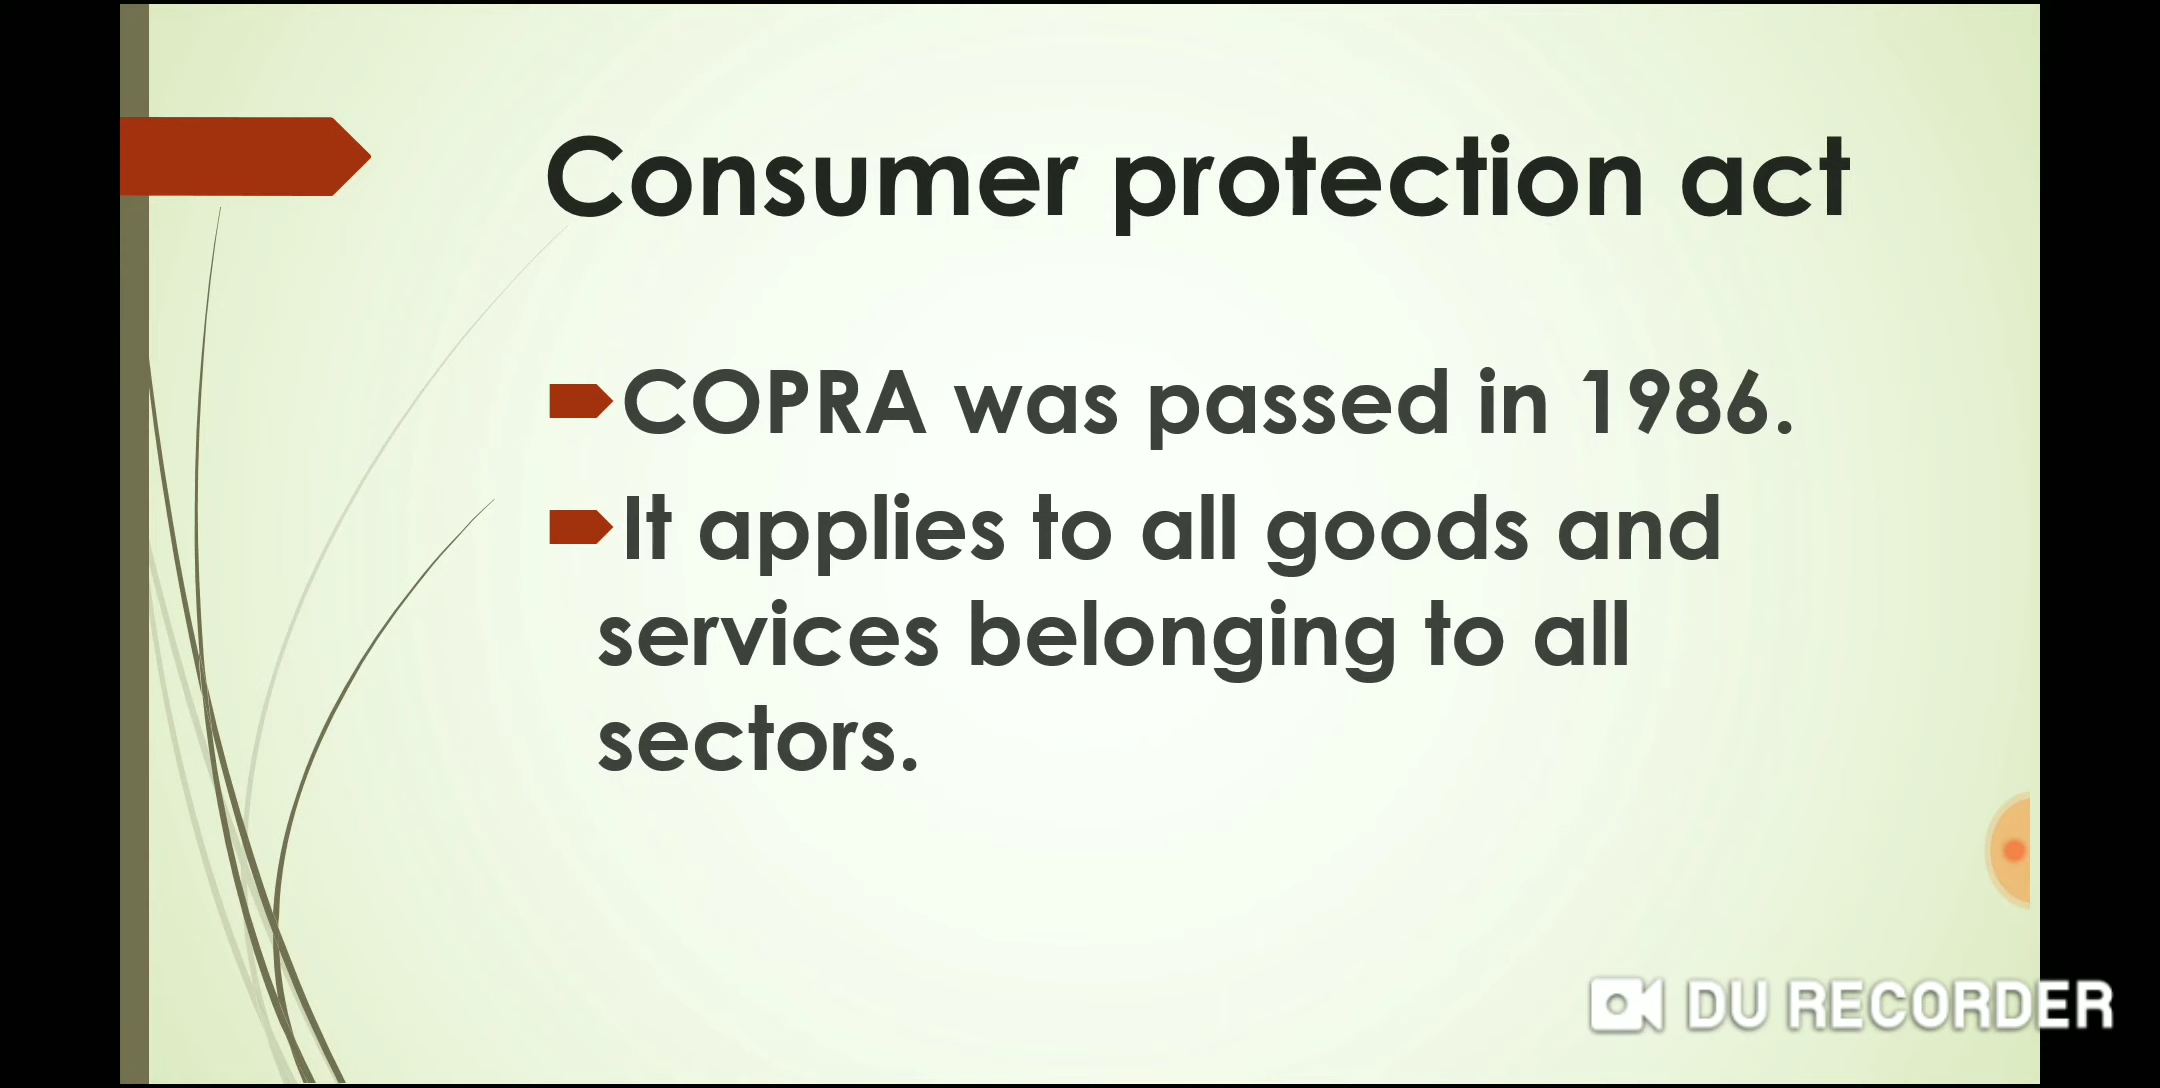 Consumer protection act
COPRA was passed in 1986.
It applies to all goods and
services belonging to all
sectors.
DU RECORDER